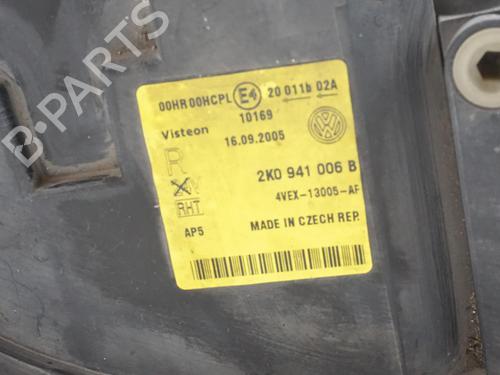 00HR 00HCPL E4 20 011b 02A
10169
Visteon
16.09.2005
R
2K0 941 006 B
4VEX-13005-AF
RHT
AP5
MADE IN CZECH REP.
B-PARTS